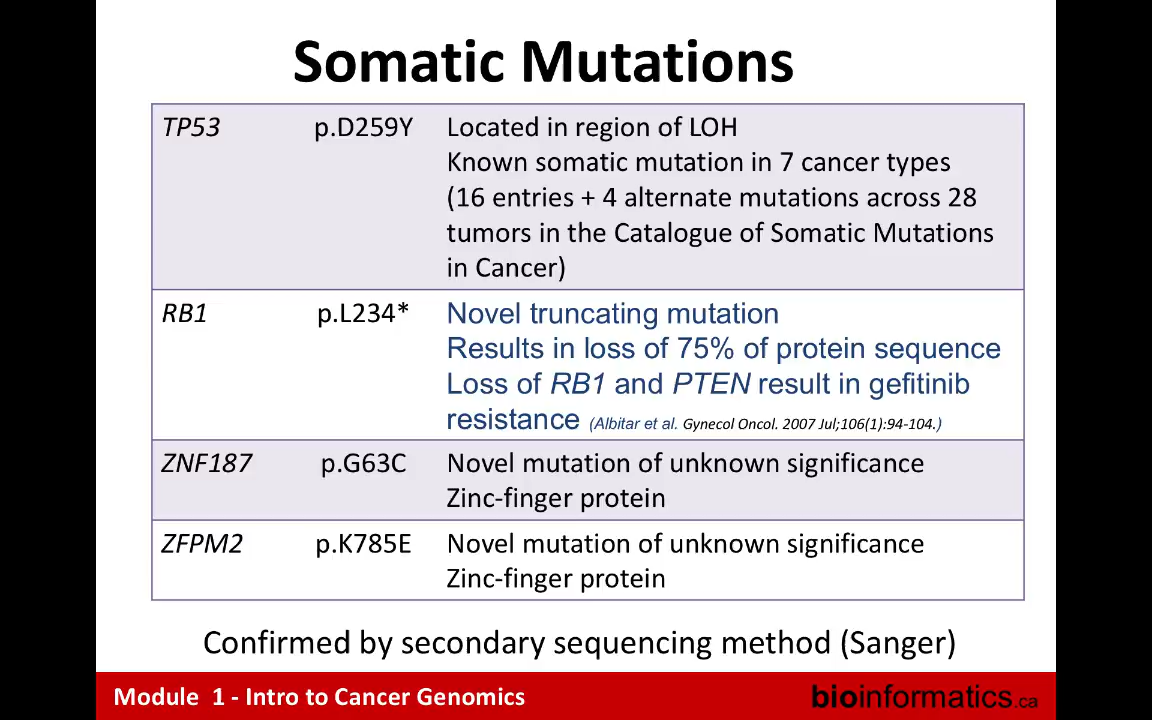 Somatic Mutations
TP53 p.D259Y Located in region of LOH
Known somatic mutation in 7 cancer types
(16 entries + 4 alternate mutations across 28
tumors in the Catalogue of Somatic Mutations
in Cancer)
RB1 p.L234* Novel truncating mutation
Results in loss of 75% of protein sequence
Loss of RB1 and PTEN result in gefitinib
resistance (Albitar et al. Gynecol Oncol. 2007 Jul;106(1):94-104.)
ZNF187 p.G63C Novel mutation of unknown significance
Zinc-finger protein
ZFPM2 p.K785E Novel mutation of unknown significance
Zinc-finger protein
Confirmed by secondary sequencing method (Sanger)
Module 1 - Intro to Cancer Genomics bioinformatics.ca